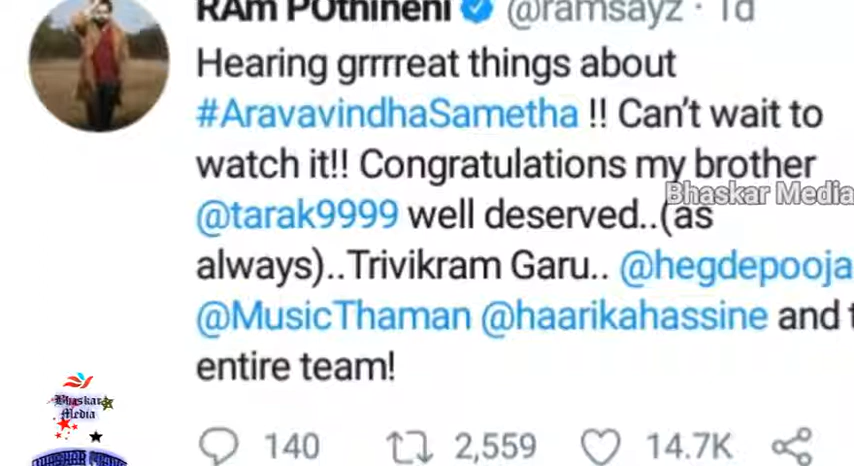 RAm POthineni @ramsayz · 1d
Hearing grrrreat things about
#AravavindhaSametha !! Can't wait to
watch it!! Congratulations my brother
Bhaskar Media
@tarak9999 well deserved..(as
always)..Trivikram Garu.. @hegdepooja
@MusicThaman @haarikahassine and t
entire team!
Bhaskar
Media
140 2,559 14.7K